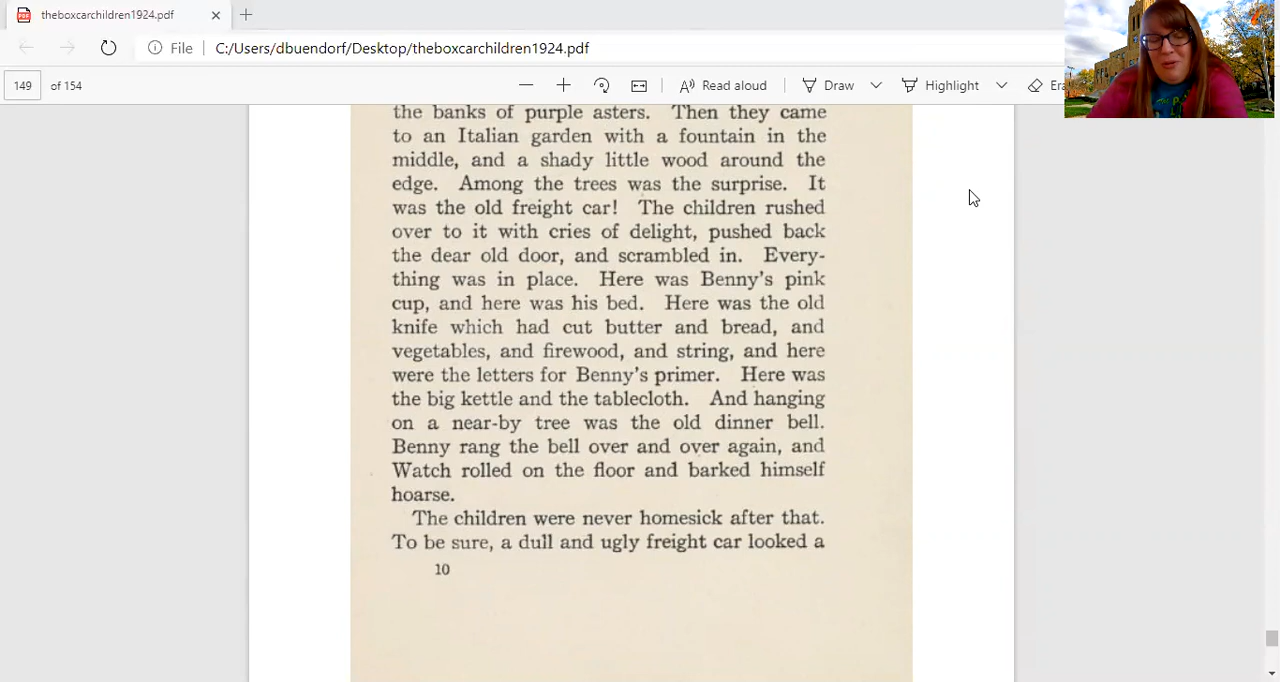 theboxcarchildren1924.pdf
File
C:/Users/dbuendorf/Desktop/theboxcarchildren1924.pdf
149 of 154
Read aloud
Draw
Highlight
the banks of purple asters. Then they came
to an Italian garden with a fountain in the
middle, and a shady little wood around the
edge. Among the trees was the surprise. It
was the old freight car! The children rushed
over to it with cries of delight, pushed back
the dear old door, and scrambled in. Every-
thing was in place. Here was Benny's pink
cup, and here was his bed. Here was the old
knife which had cut butter and bread, and
vegetables, and firewood, and string, and here
were the letters for Benny's primer. Here was
the big kettle and the tablecloth. And hanging
on a near-by tree was the old dinner bell.
Benny rang the bell over and over again, and
Watch rolled on the floor and barked himself
hoarse.
The children were never homesick after that.
To be sure, a dull and ugly freight car looked a
10